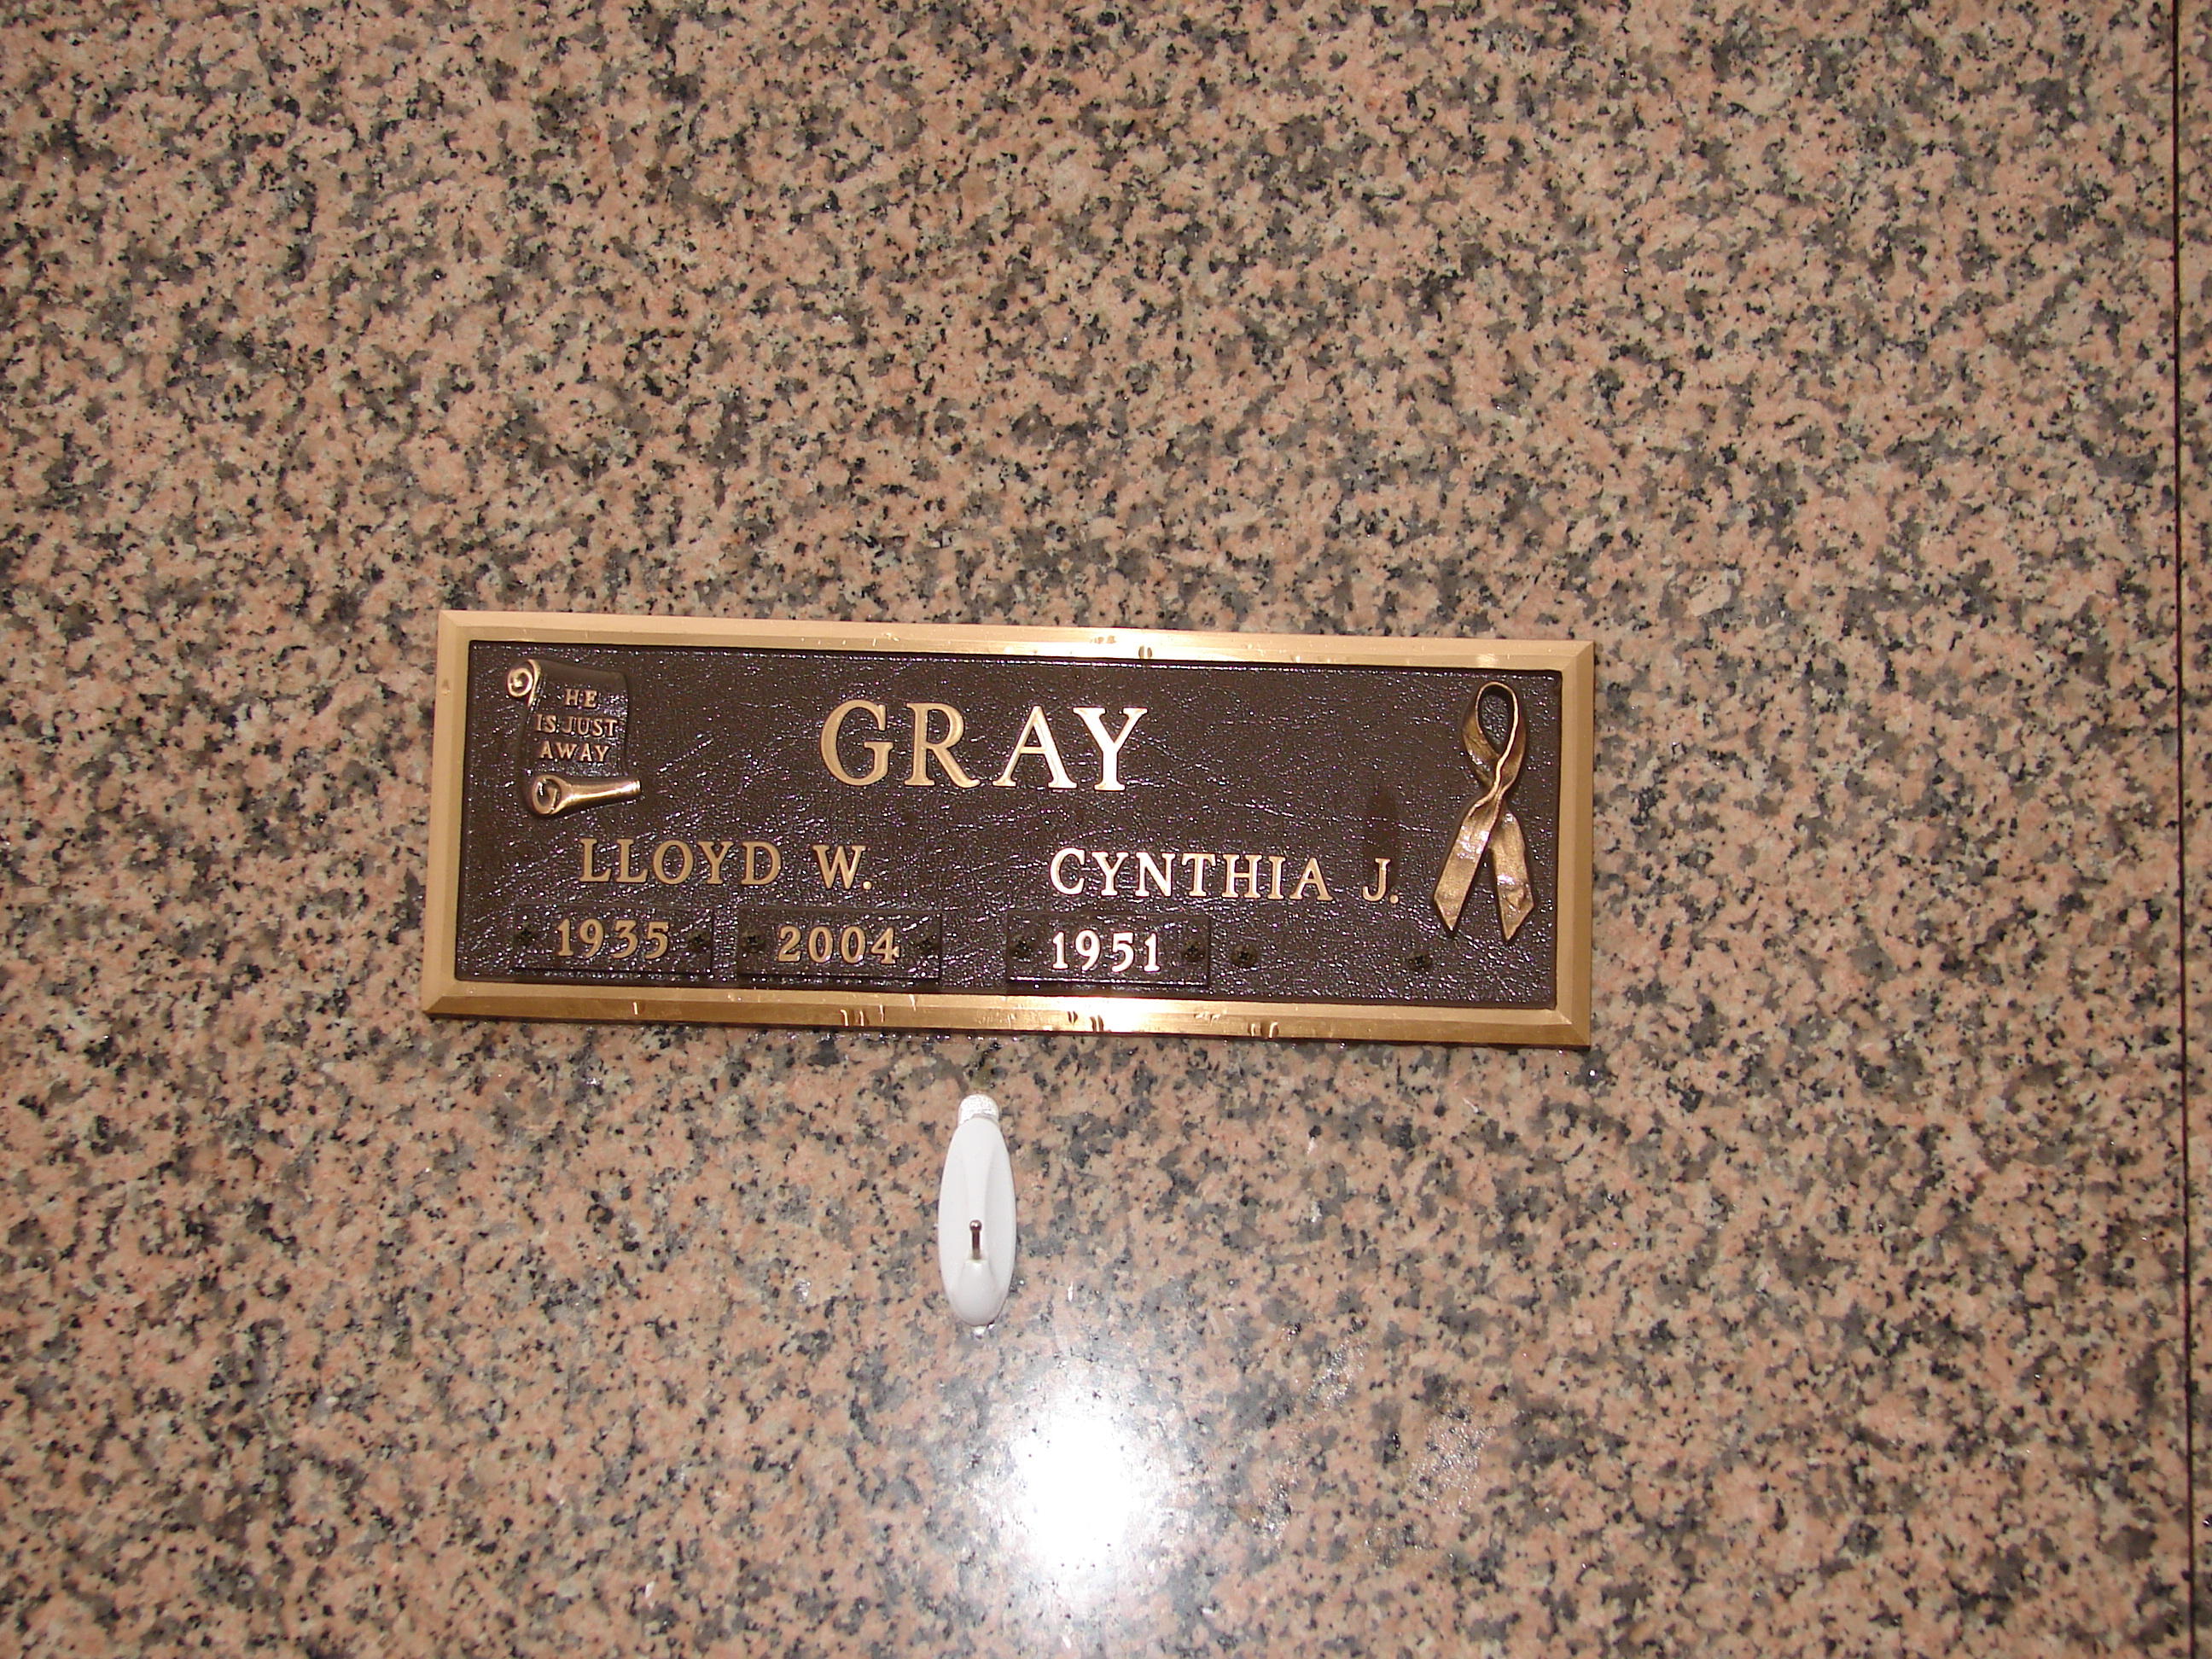 HE
IS JUST
AWAY
GRAY
LLOYD W. CYNTHIA J.
1935 2004 1951